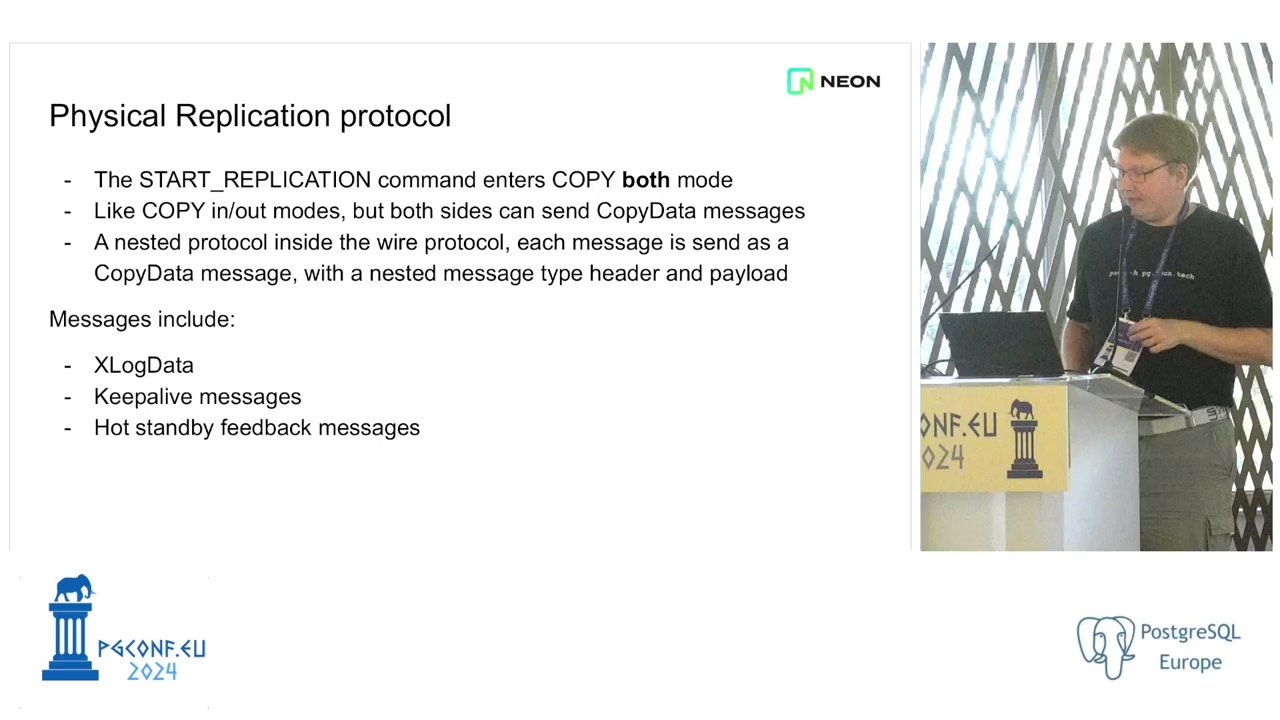 NEON
Physical Replication protocol
- The START_REPLICATION command enters COPY both mode
- Like COPY in/out modes, but both sides can send CopyData messages
- A nested protocol inside the wire protocol, each message is send as a
CopyData message, with a nested message type header and payload
Messages include:
- XLogData
- Keepalive messages
- Hot standby feedback messages
ONF.EU
024
PGCONF.EU
2024
PostgreSQL
Europe